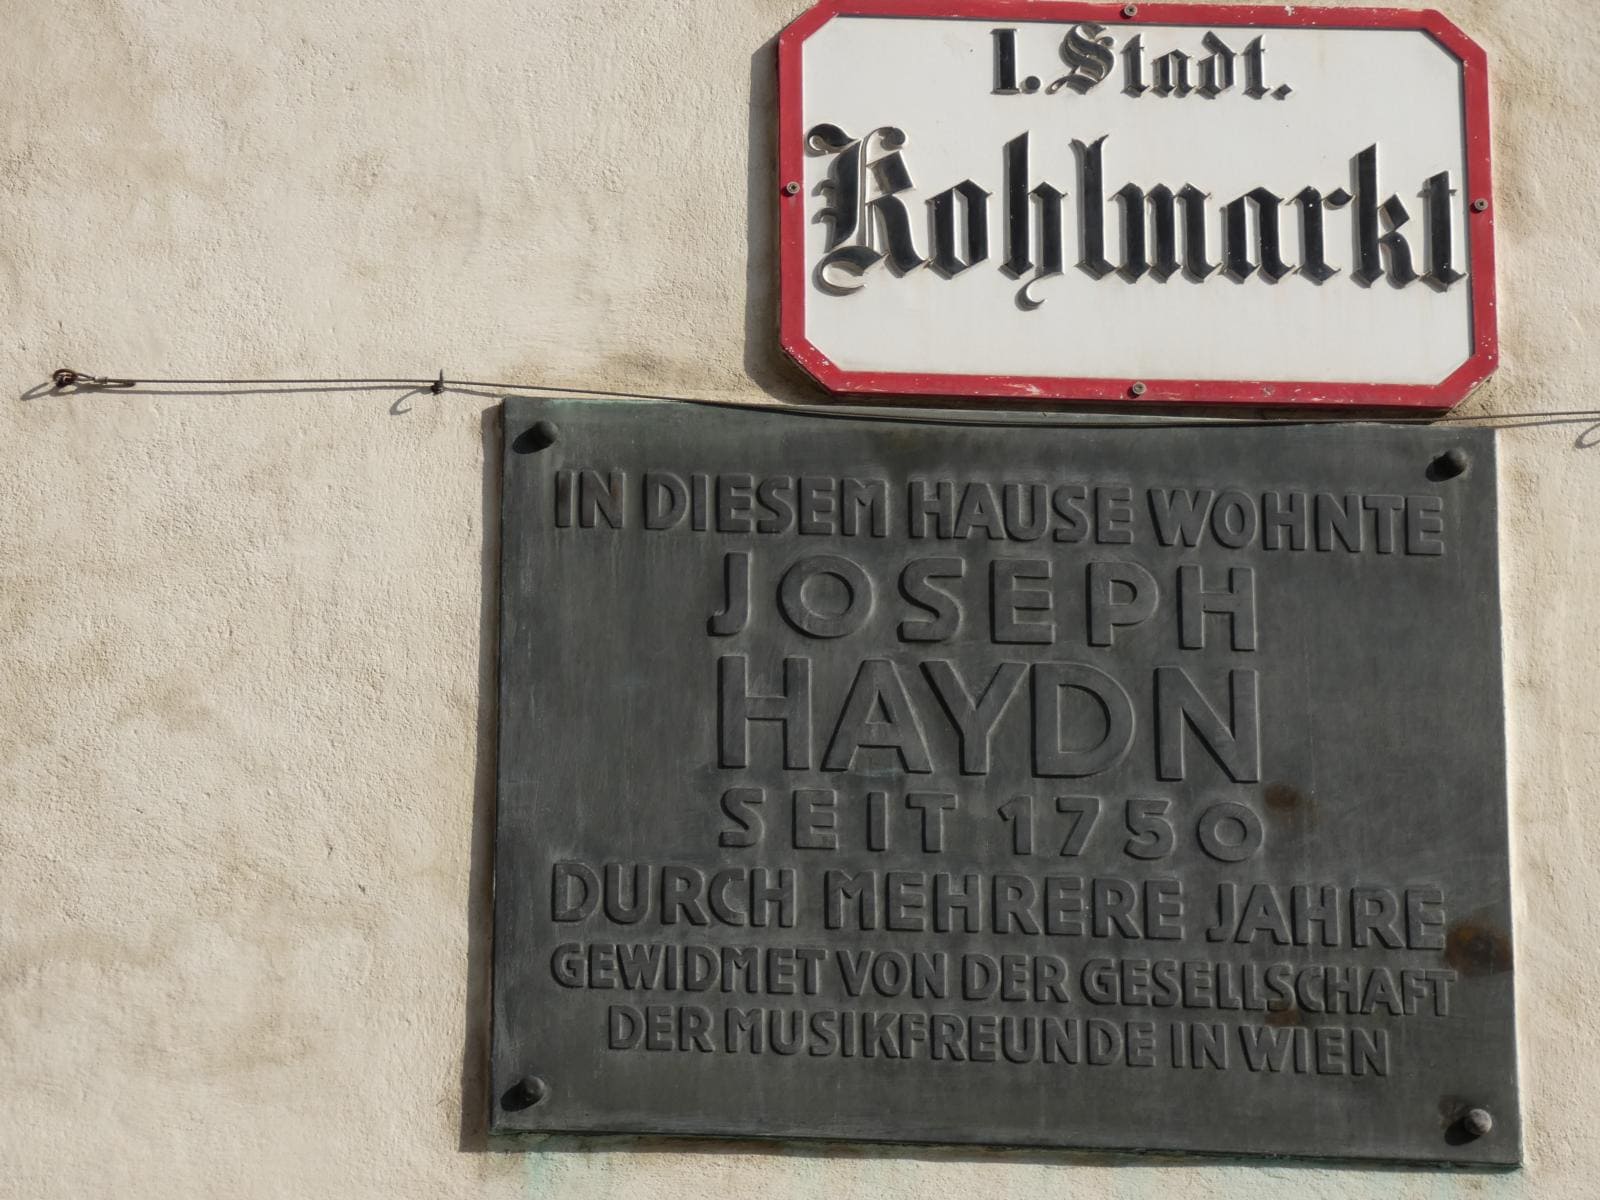 I. Stadt.
Kohlmarkt
IN DIESEM HAUSE WOHNTE
JOSEPH
HAYDN
SEIT 1750
DURCH MEHRERE JAHRE
GEWIDMET VON DER GESELLSCHAFT
DER MUSIKFREUNDE IN WIEN